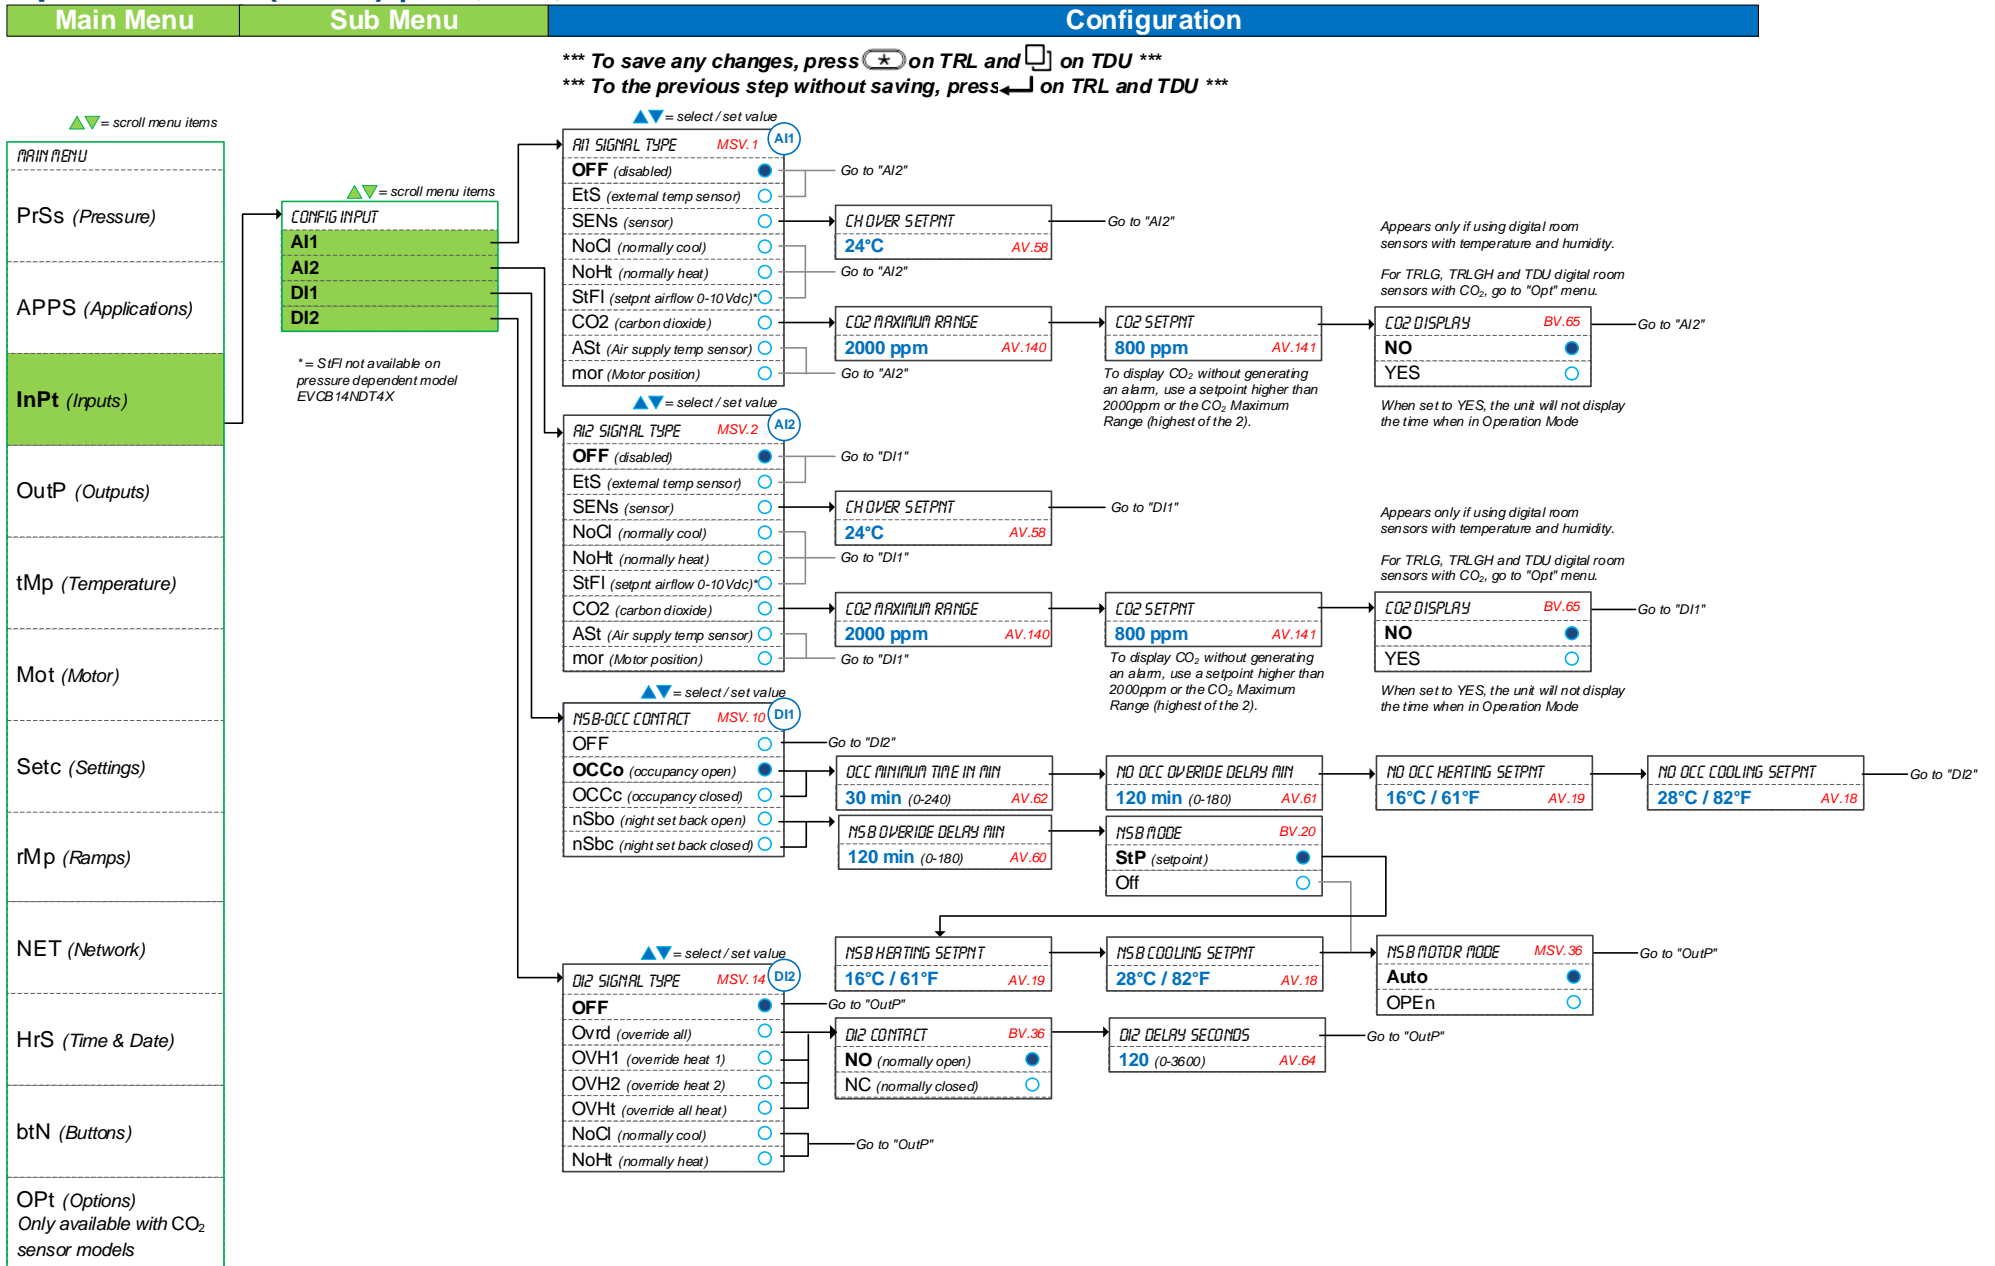 Main Menu
Sub Menu
Configuration
*** To save any changes, press * on TRL and on TDU ***
*** To the previous step without saving, press on TRL and TDU ***
= scroll menu items
MAIN MENU
PrSs (Pressure)
APPS (Applications)
InPt (Inputs)
OutP (Outputs)
tMp (Temperature)
Mot (Motor)
Setc (Settings)
rMp (Ramps)
NET (Network)
HrS (Time & Date)
btN (Buttons)
OPt (Options)
Only available with CO2
sensor models
= scroll menu items
CONFIG INPUT
AI1
AI2
DI1
DI2
* = StFl not available on
pressure dependent model
EVCB14NDT4X
= select / set value
AI1 SIGNAL TYPE MSV.1 AI1
OFF (disabled)
EtS (external temp sensor)
SENs (sensor)
NoCl (normally cool)
NoHt (normally heat)
StFl (setpnt airflow 0-10Vdc)*
CO2 (carbon dioxide)
ASt (Air supply temp sensor)
mor (Motor position)
Go to "AI2"
CH OVER SETPNT
24°C AV.58
Go to "AI2"
Go to "AI2"
CO2 MAXIMUM RANGE
2000 ppm AV.140
CO2 SETPNT
800 ppm AV.141
To display CO2 without generating
an alarm, use a setpoint higher than
2000ppm or the CO2 Maximum
Range (highest of the 2).
Appears only if using digital room
sensors with temperature and humidity.
For TRLG, TRLGH and TDU digital room
sensors with CO2, go to "Opt" menu.
CO2 DISPLAY BV.65
NO
YES
Go to "AI2"
When set to YES, the unit will not display
the time when in Operation Mode
Go to "AI2"
= select / set value
AI2 SIGNAL TYPE MSV.2 AI2
OFF (disabled)
EtS (external temp sensor)
SENs (sensor)
NoCl (normally cool)
NoHt (normally heat)
StFl (setpnt airflow 0-10Vdc)*
CO2 (carbon dioxide)
ASt (Air supply temp sensor)
mor (Motor position)
Go to "DI1"
CH OVER SETPNT
24°C AV.58
Go to "DI1"
Go to "DI1"
CO2 MAXIMUM RANGE
2000 ppm AV.140
CO2 SETPNT
800 ppm AV.141
To display CO2 without generating
an alarm, use a setpoint higher than
2000ppm or the CO2 Maximum
Range (highest of the 2).
Appears only if using digital room
sensors with temperature and humidity.
For TRLG, TRLGH and TDU digital room
sensors with CO2, go to "Opt" menu.
CO2 DISPLAY BV.65
NO
YES
Go to "DI1"
When set to YES, the unit will not display
the time when in Operation Mode
Go to "DI1"
= select / set value
NSB-OCC CONTACT MSV.10 DI1
OFF
OCCo (occupancy open)
OCCc (occupancy closed)
nSbo (night set back open)
nSbc (night set back closed)
Go to "DI2"
OCC MINIMUM TIME IN MIN
30 min (0-240) AV.62
NO OCC OVERIDE DELAY MIN
120 min (0-180) AV.61
NO OCC HEATING SETPNT
16°C / 61°F AV.19
NO OCC COOLING SETPNT
28°C / 82°F AV.18
Go to "DI2"
NSB OVERIDE DELAY MIN
120 min (0-180) AV.60
NSB MODE BV.20
StP (setpoint)
Off
NSB HEATING SETPNT
16°C / 61°F AV.19
NSB COOLING SETPNT
28°C / 82°F AV.18
NSB MOTOR MODE MSV.36
Auto
OPEn
Go to "OutP"
= select / set value
DI2 SIGNAL TYPE MSV.14 DI2
OFF
Ovrd (override all)
OVH1 (override heat 1)
OVH2 (override heat 2)
OVHt (override all heat)
NoCl (normally cool)
NoHt (normally heat)
Go to "OutP"
DI2 CONTACT BV.36
NO (normally open)
NC (normally closed)
DI2 DELAY SECONDS
120 (0-3600) AV.64
Go to "OutP"
Go to "OutP"